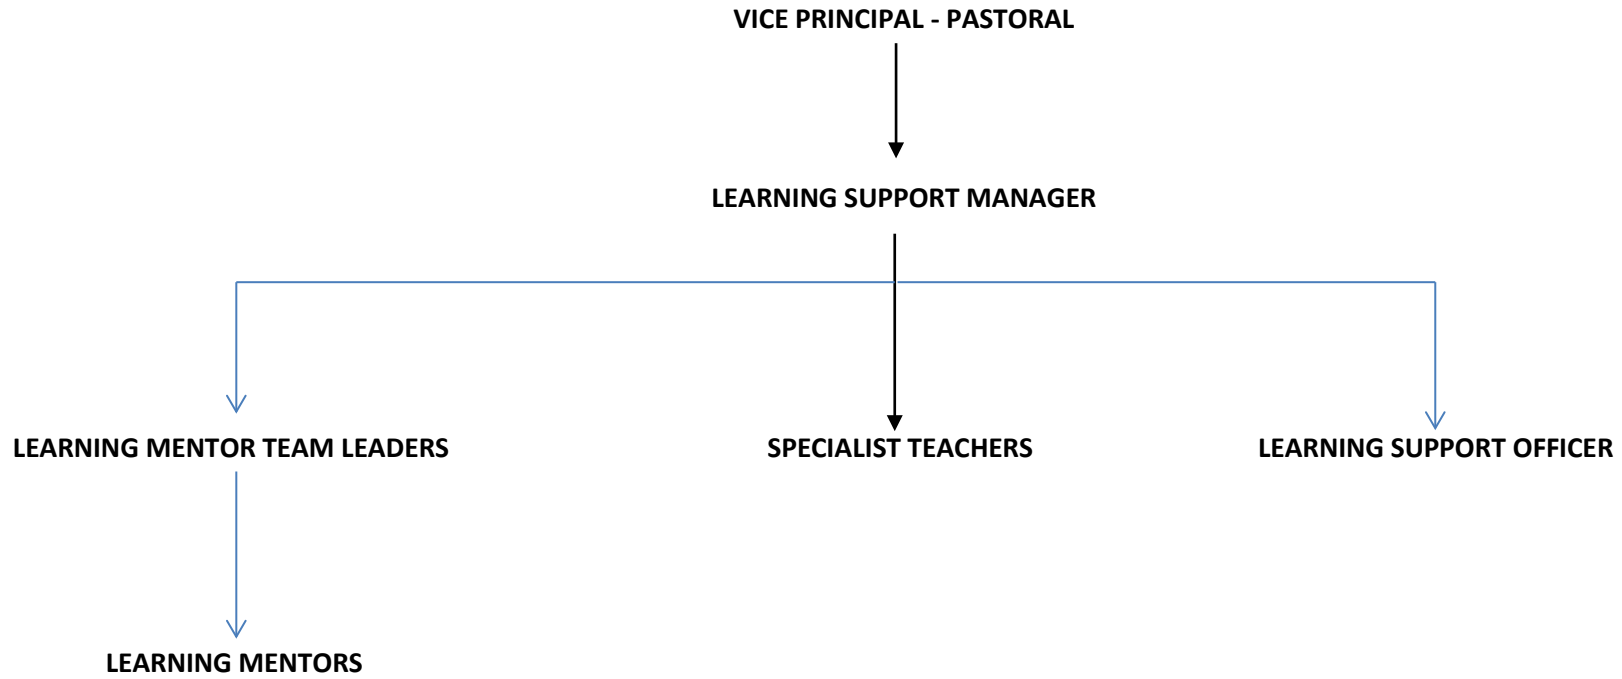 VICE PRINCIPAL - PASTORAL
LEARNING SUPPORT MANAGER
LEARNING MENTOR TEAM LEADERS
SPECIALIST TEACHERS
LEARNING SUPPORT OFFICER
LEARNING MENTORS